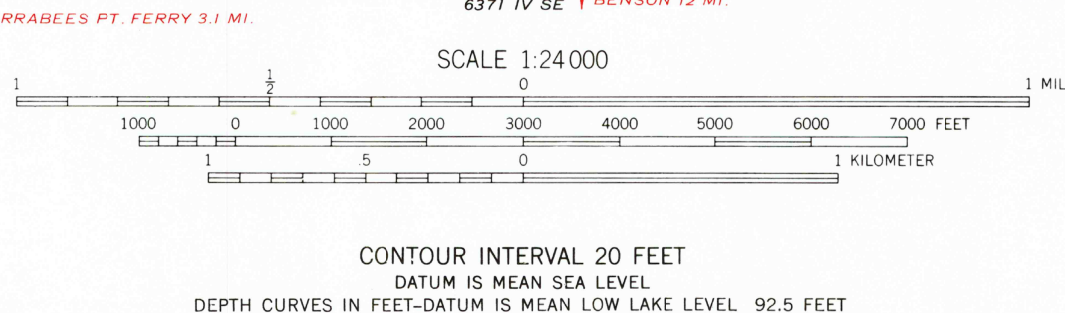 6371 IV SE BENSON 12 MI.
RRABEES PT. FERRY 3.1 MI.
SCALE 1:24 000
1 1/2 0 1 MIL
1000 0 1000 2000 3000 4000 5000 6000 7000 FEET
1 .5 0 1 KILOMETER
CONTOUR INTERVAL 20 FEET
DATUM IS MEAN SEA LEVEL
DEPTH CURVES IN FEET-DATUM IS MEAN LOW LAKE LEVEL 92.5 FEET